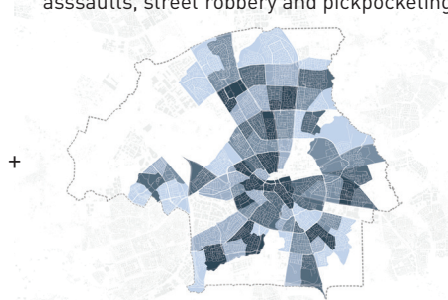 asssaults, street robbery and pickpocketing
+